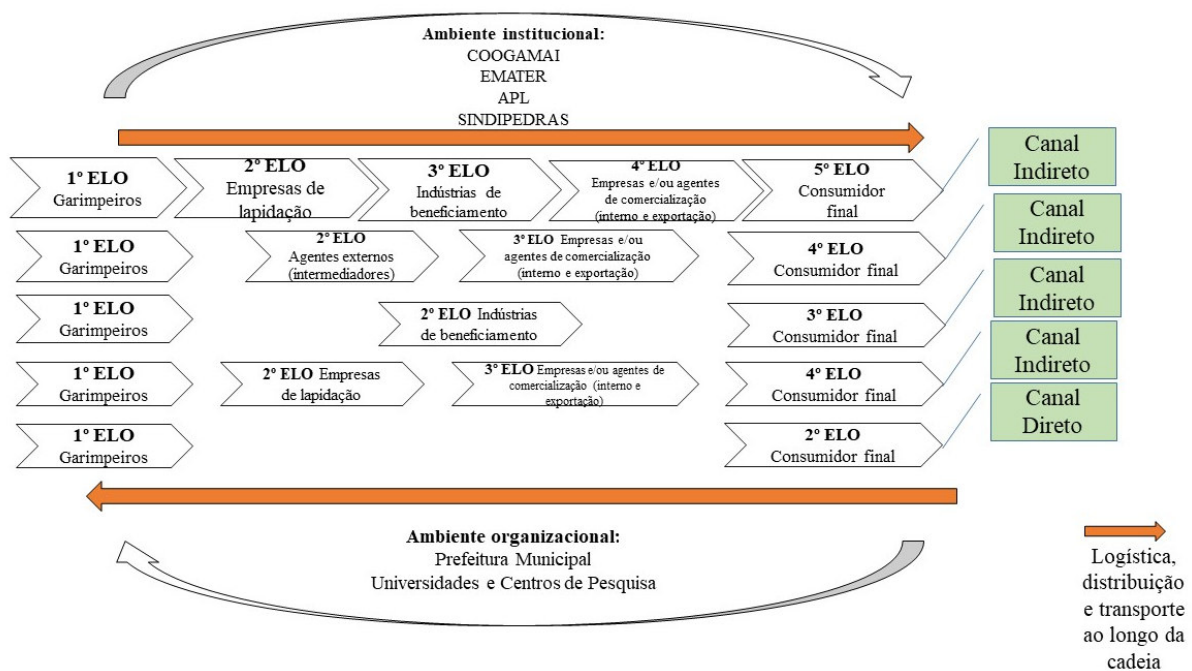 Ambiente institucional:
COOGAMAI
EMATER
APL
SINDIPEDRAS
1º ELO
Garimpeiros
2º ELO
Empresas de
lapidação
3º ELO
Indústrias de
beneficiamento
4º ELO
Empresas e/ou agentes
de comercialização
(interno e exportação)
5º ELO
Consumidor
final
Canal
Indireto
1º ELO
Garimpeiros
2º ELO
Agentes externos
(intermediadores)
3º ELO Empresas e/ou
agentes de comercialização
(interno e exportação)
4º ELO
Consumidor final
Canal
Indireto
1º ELO
Garimpeiros
2º ELO Indústrias
de beneficiamento
3º ELO
Consumidor final
Canal
Indireto
1º ELO
Garimpeiros
2º ELO Empresas
de lapidação
3º ELO Empresas e/ou agentes de
comercialização (interno e
exportação)
4º ELO
Consumidor final
Canal
Indireto
1º ELO
Garimpeiros
2º ELO
Consumidor final
Canal
Direto
Ambiente organizacional:
Prefeitura Municipal
Universidades e Centros de Pesquisa
Logística,
distribuição
e transporte
ao longo da
cadeia